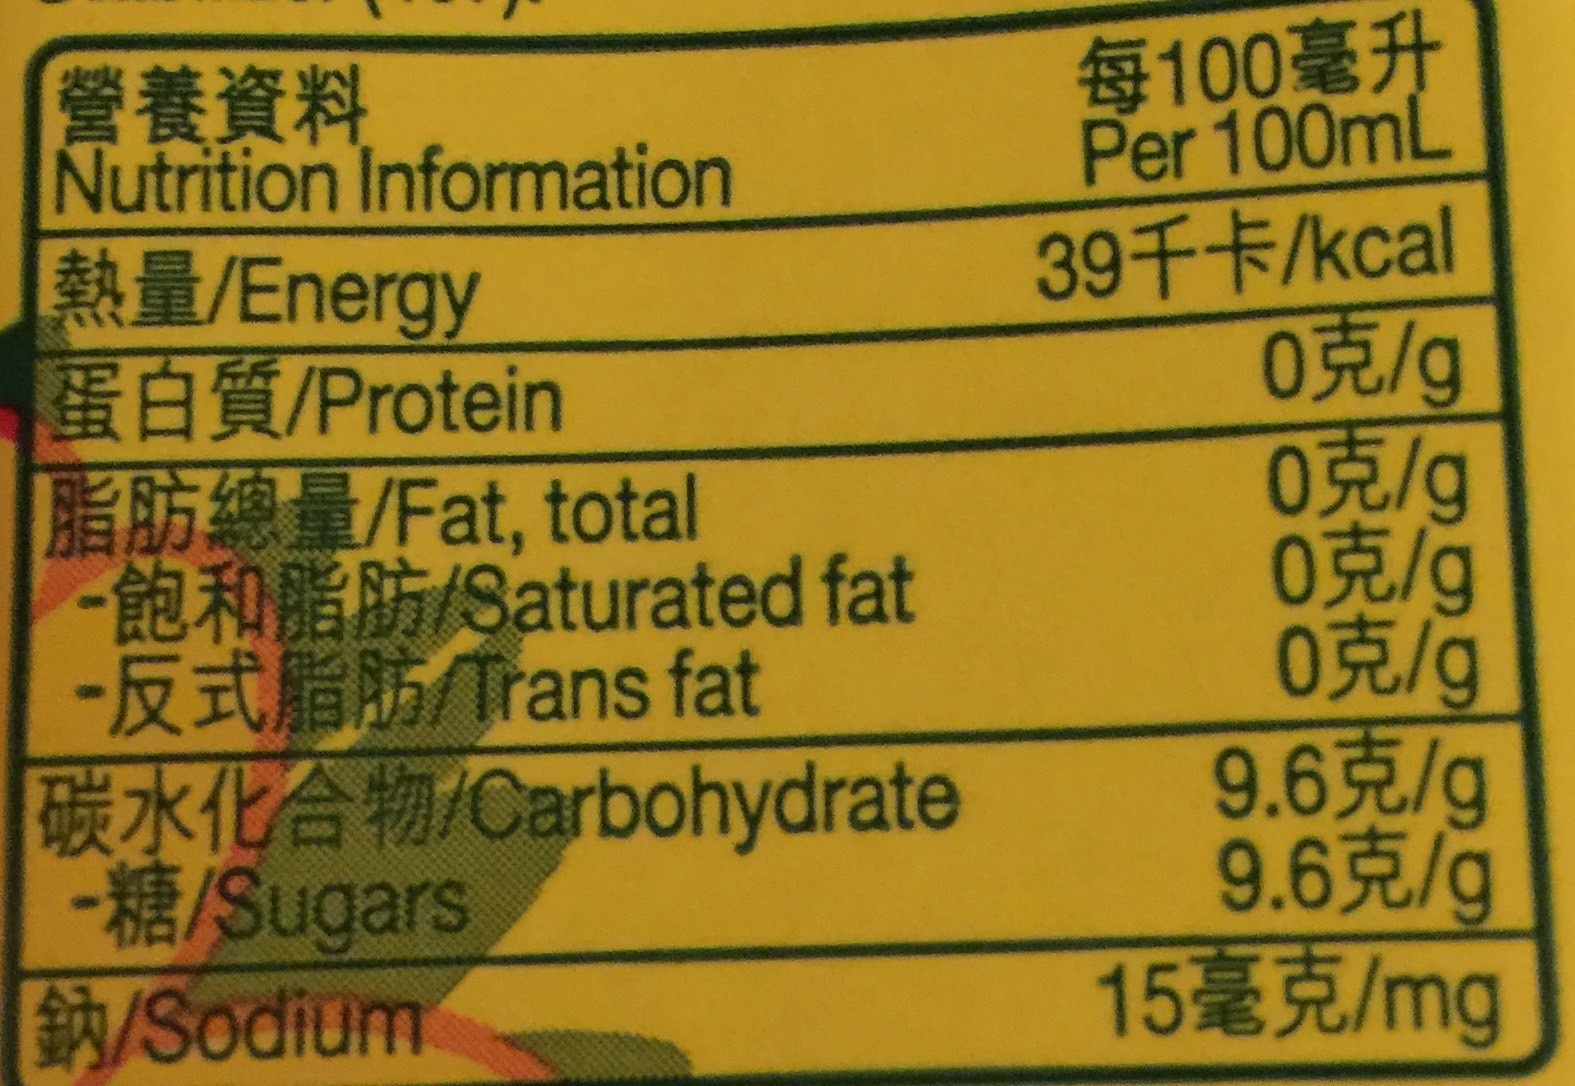 營養資料 每100毫升
Nutrition Information Per 100mL
熱量/Energy 39千卡/kcal
蛋白質/Protein 0克/g
脂肪總量/Fat, total 0克/g
-飽和脂肪/Saturated fat 0克/g
-反式脂肪/Trans fat 0克/g
碳水化合物/Carbohydrate 9.6克/g
-糖/Sugars 9.6克/g
鈉/Sodium 15毫克/mg